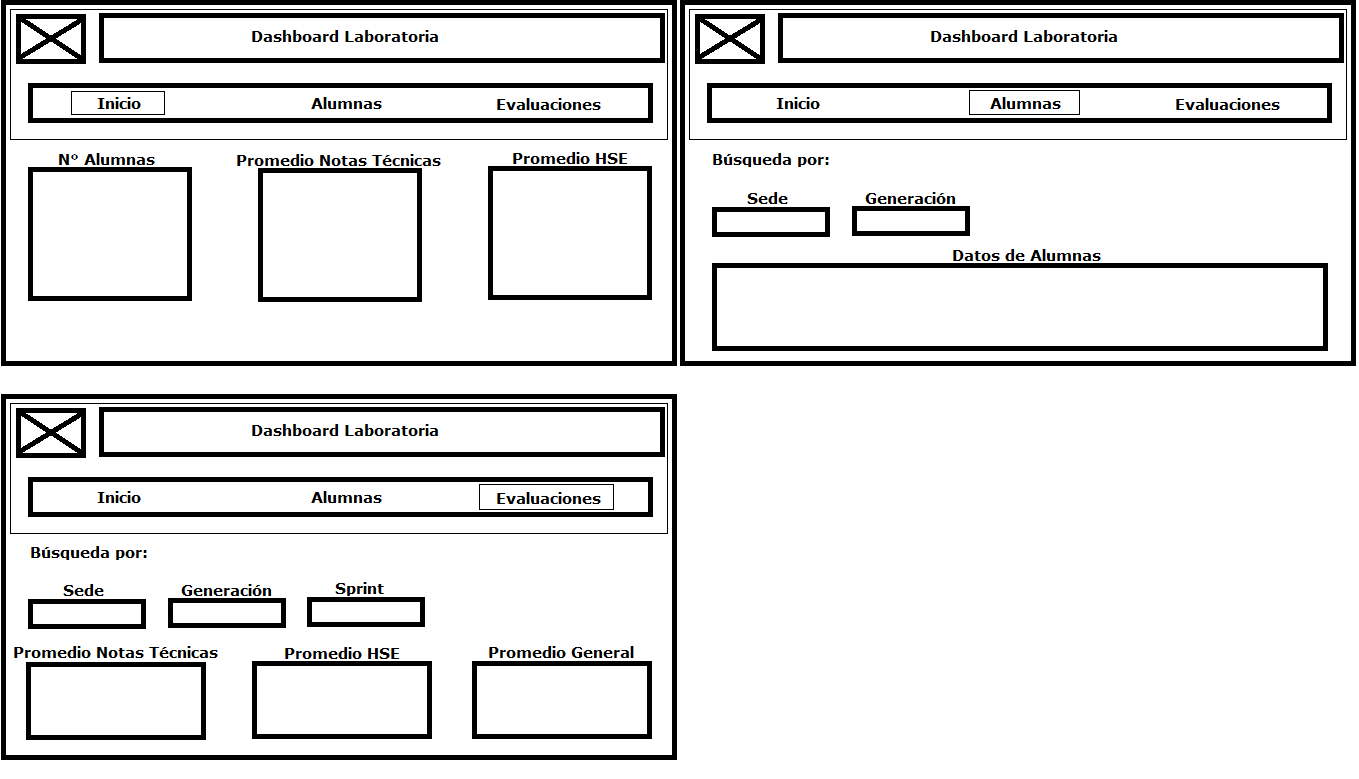 Dashboard Laboratoria
Inicio Alumnas Evaluaciones
N° Alumnas Promedio Notas Técnicas Promedio HSE
Dashboard Laboratoria
Inicio Alumnas Evaluaciones
Búsqueda por:
Sede Generación
Datos de Alumnas
Dashboard Laboratoria
Inicio Alumnas Evaluaciones
Búsqueda por:
Sede Generación Sprint
Promedio Notas Técnicas Promedio HSE Promedio General